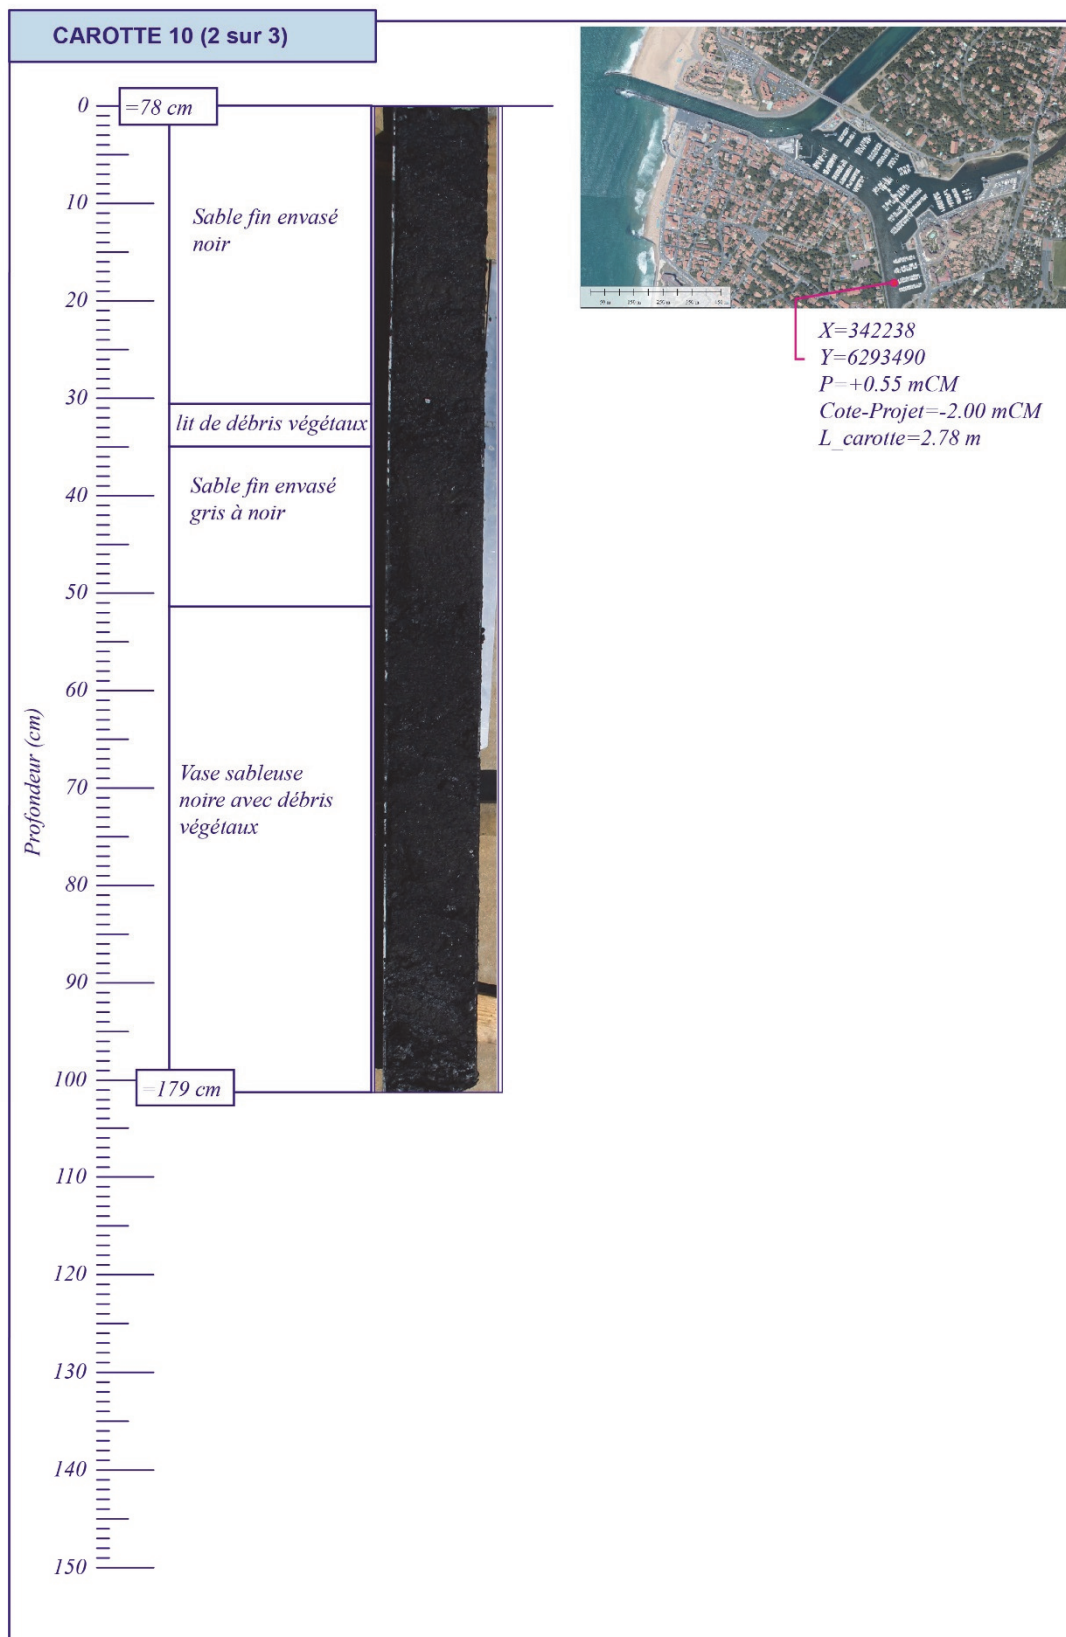 CAROTTE 10 (2 sur 3)
0
=78 cm
10
Sable fin envasé
noir
20
30
lit de débris végétaux
40
Sable fin envasé
gris à noir
50
60
Profondeur (cm)
70
Vase sableuse
noire avec débris
végétaux
80
90
100
=179 cm
110
120
130
140
150
X=342238
Y=6293490
P=+0.55 mCM
Cote-Projet=-2.00 mCM
L_carotte=2.78 m